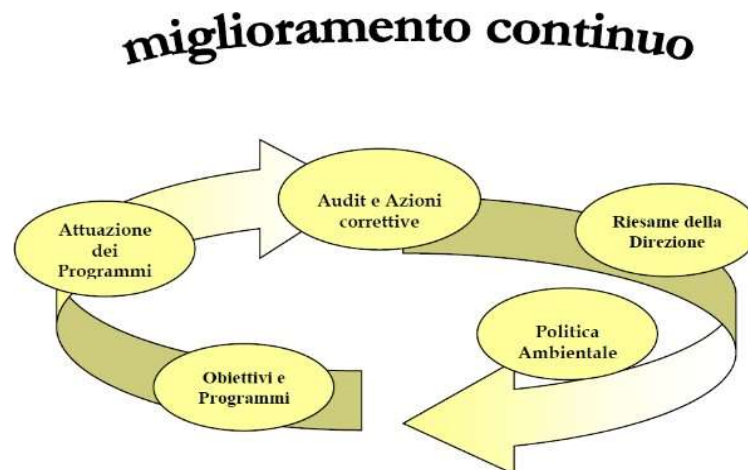 miglioramento continuo
Audit e Azioni
correttive
Riesame della
Direzione
Attuazione
dei
Programmi
Politica
Ambientale
Obiettivi e
Programmi